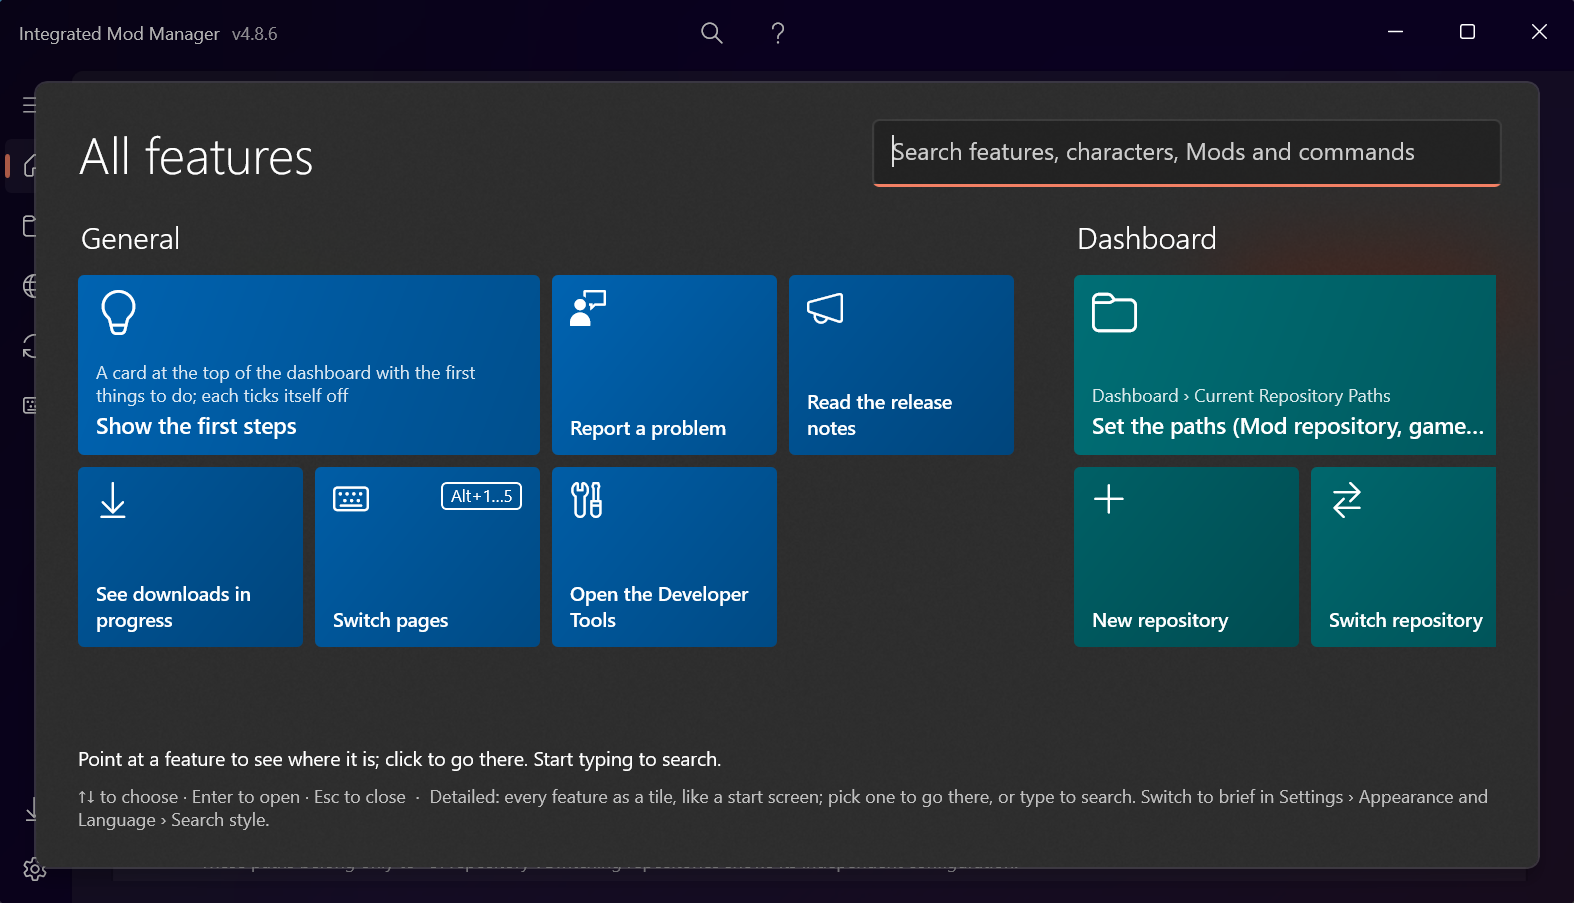 Integrated Mod Manager v4.8.6
All features
Search features, characters, Mods and commands
General
A card at the top of the dashboard with the first
things to do; each ticks itself off
Show the first steps
Report a problem
Read the release
notes
See downloads in
progress
Alt+1...5
Switch pages
Open the Developer
Tools
Dashboard
Dashboard › Current Repository Paths
Set the paths (Mod repository, game...
New repository
Switch repository
Point at a feature to see where it is; click to go there. Start typing to search.
↑↓ to choose · Enter to open · Esc to close · Detailed: every feature as a tile, like a start screen; pick one to go there, or type to search. Switch to brief in Settings › Appearance and
Language › Search style.